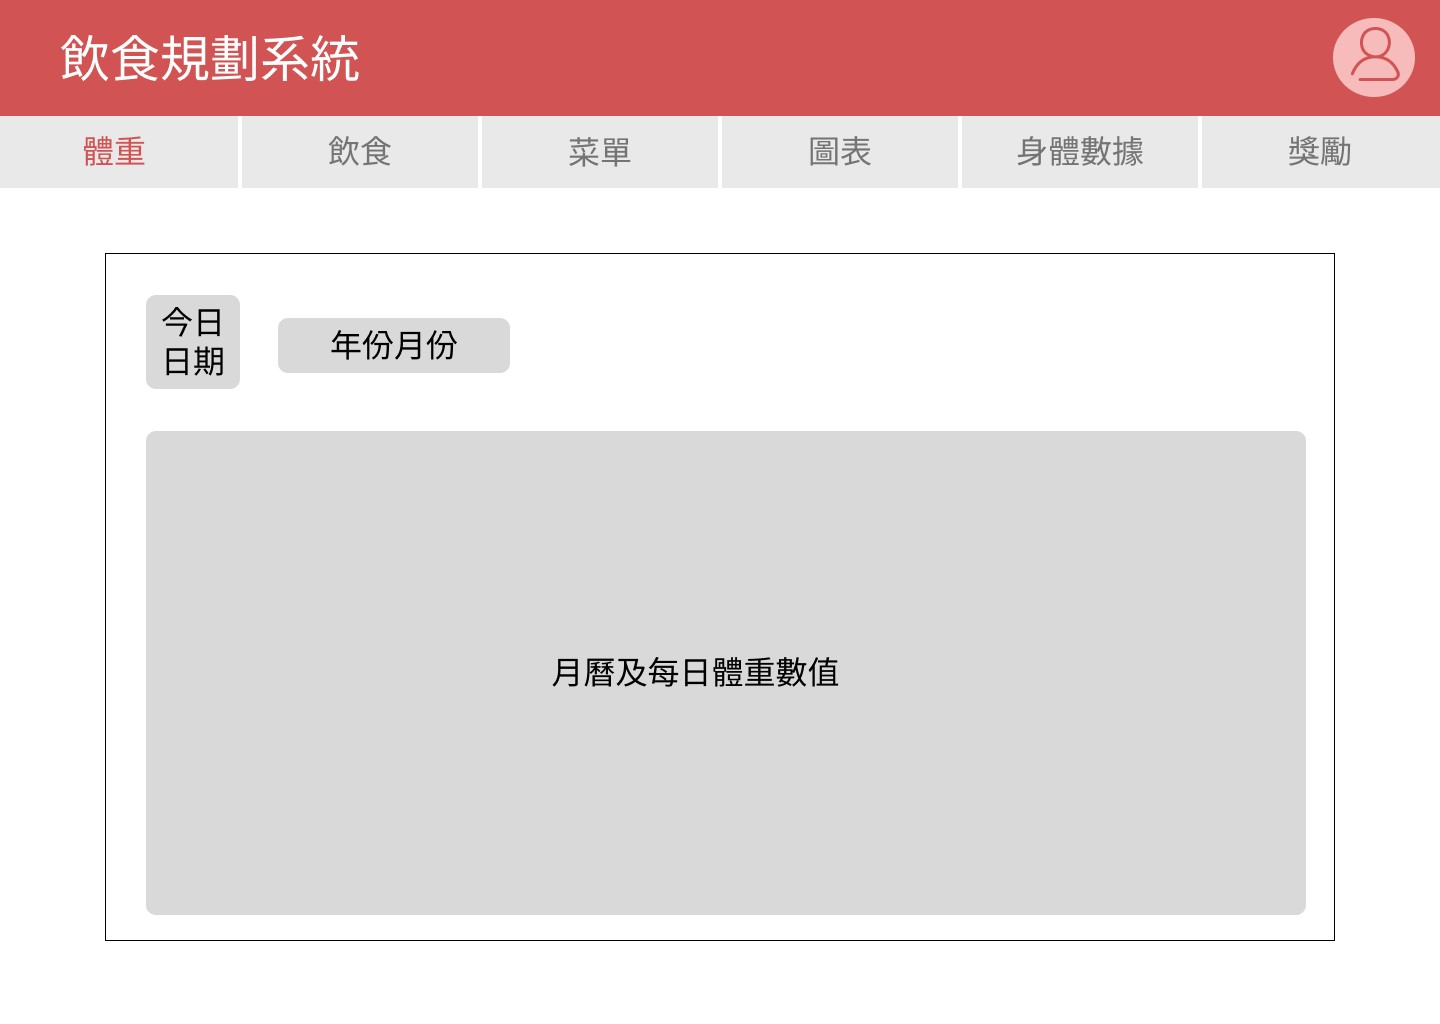 飲食規劃系統
體重
飲食
菜單
圖表
身體數據
獎勵
今日
日期
年份月份
月曆及每日體重數值